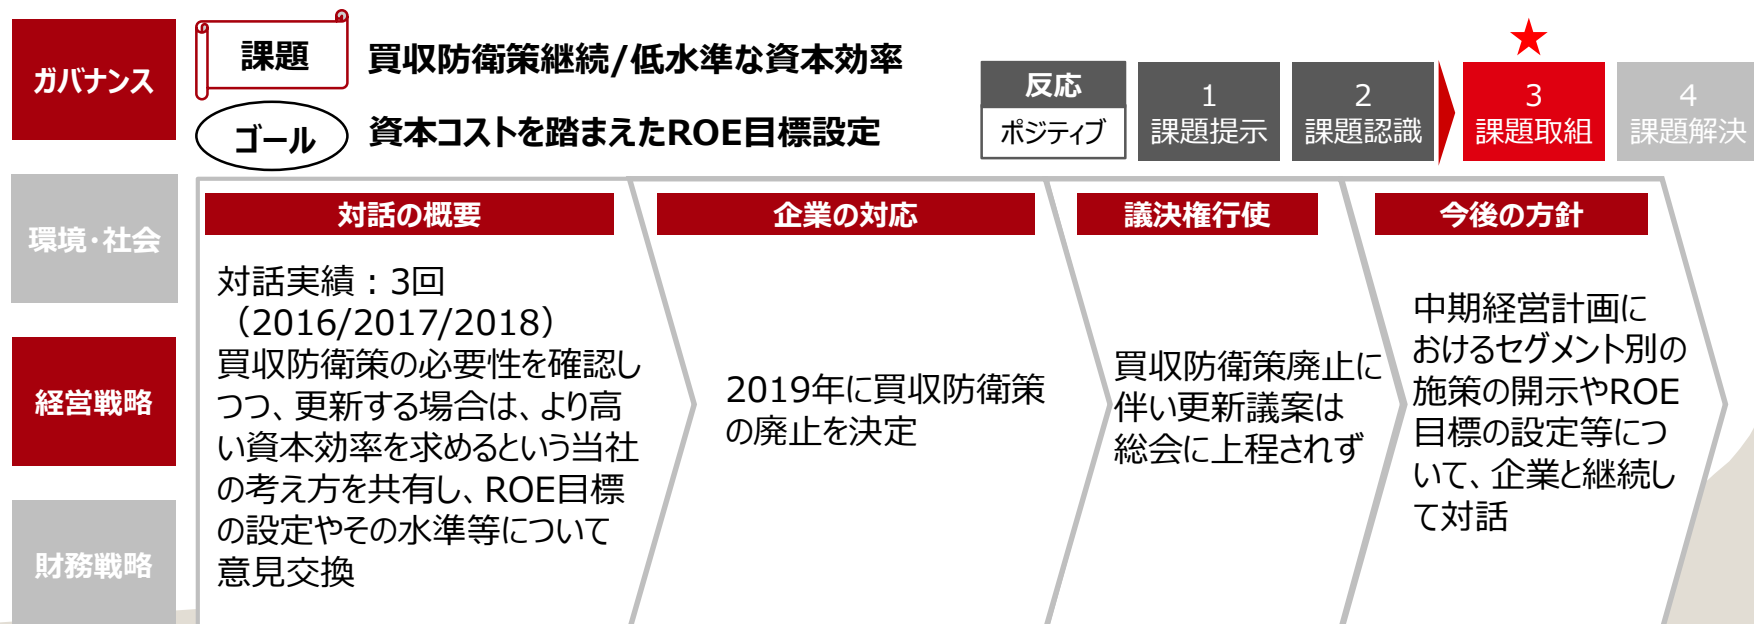 ガバナンス
環境・社会
経営戦略
財務戦略
課題
買収防衛策継続/低水準な資本効率
ゴール
資本コストを踏まえたROE目標設定
反応
ポジティブ
1
課題提示
2
課題認識
★
3
課題取組
4
課題解決
対話の概要
対話実績：3回
（2016/2017/2018）
買収防衛策の必要性を確認し
つつ、更新する場合は、より高
い資本効率を求めるという当社
の考え方を共有し、ROE目標
の設定やその水準等について
意見交換
企業の対応
2019年に買収防衛策
の廃止を決定
議決権行使
買収防衛策廃止に
伴い更新議案は
総会に上程されず
今後の方針
中期経営計画に
おけるセグメント別の
施策の開示やROE
目標の設定等につ
いて、企業と継続し
て対話